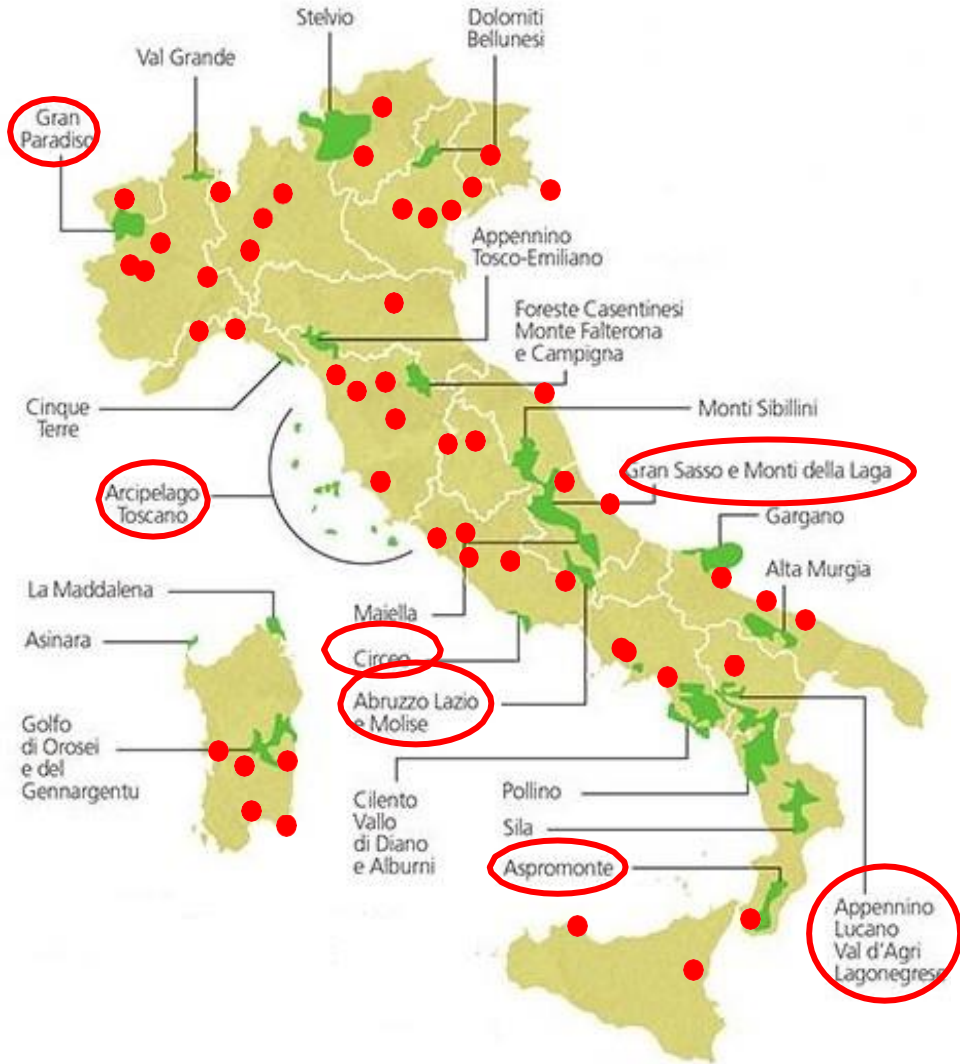 Stelvio
Dolomiti
Bellunesi
Val Grande
Gran
Paradiso
Appennino
Tosco-Emiliano
Foreste Casentinesi
Monte Falterona
e Campigna
Cinque
Terre
Monti Sibillini
Gran Sasso e Monti della Laga
Arcipelago
Toscano
Gargano
Alta Murgia
La Maddalena
Asinara
Maiella
Circeo
Abruzzo Lazio
e Molise
Golfo
di Orosei
e del
Gennargentu
Cilento
Vallo
di Diano
e Alburni
Pollino
Sila
Aspromonte
Appennino
Lucano
Val d'Agri
Lagonegrese